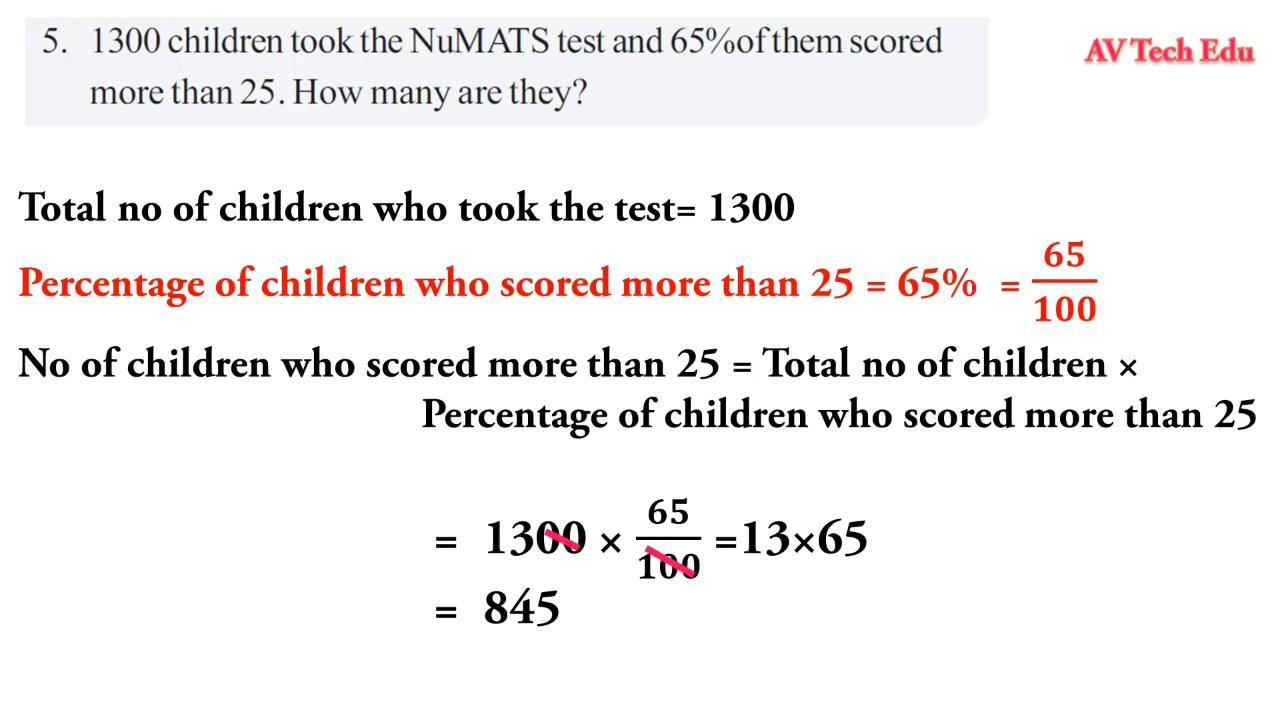 5. 1300 children took the NuMATS test and 65%of them scored
more than 25. How many are they?
AV Tech Edu
Total no of children who took the test= 1300
Percentage of children who scored more than 25 = 65% = 65/100
No of children who scored more than 25 = Total no of children ×
Percentage of children who scored more than 25
= 1300 × 65/100 =13×65
= 845